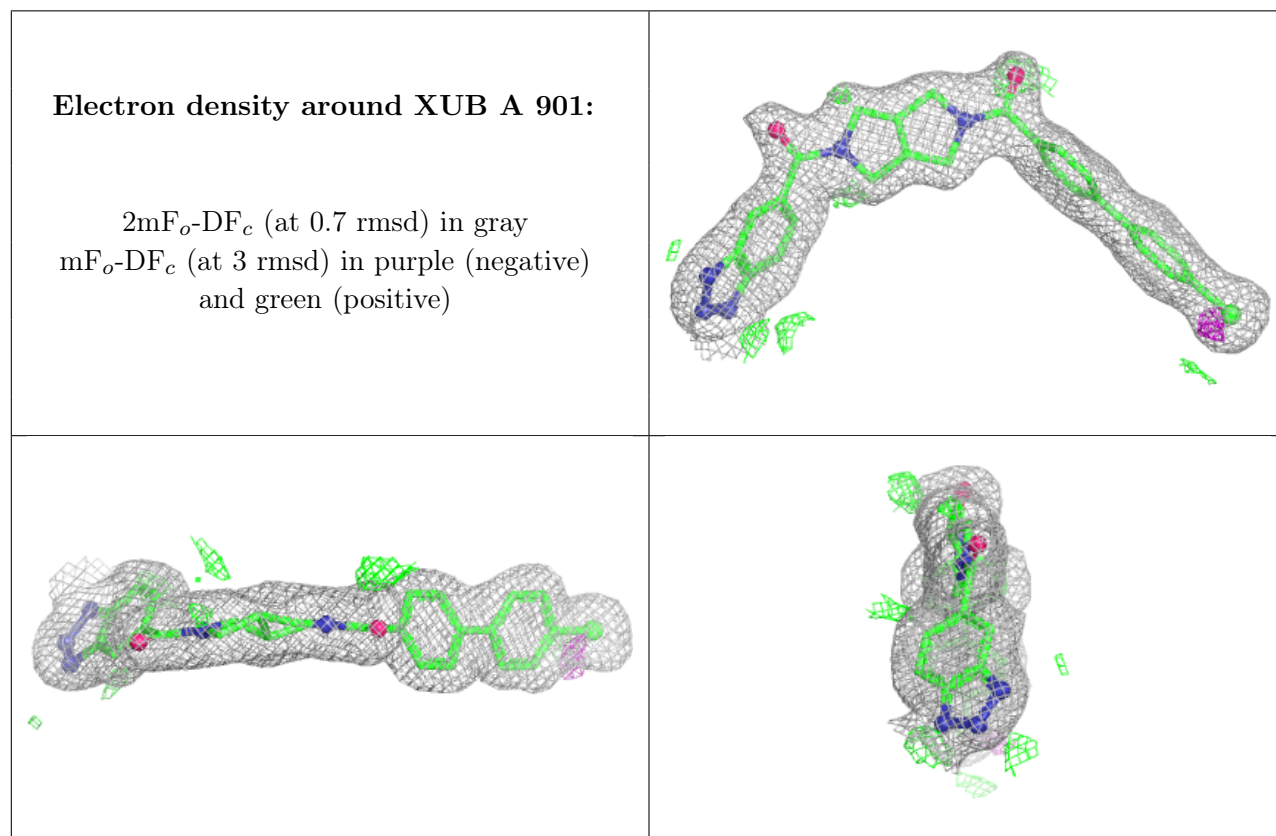 Electron density around XUB A 901:
2mFo-DFc (at 0.7 rmsd) in gray
mFo-DFc (at 3 rmsd) in purple (negative)
and green (positive)